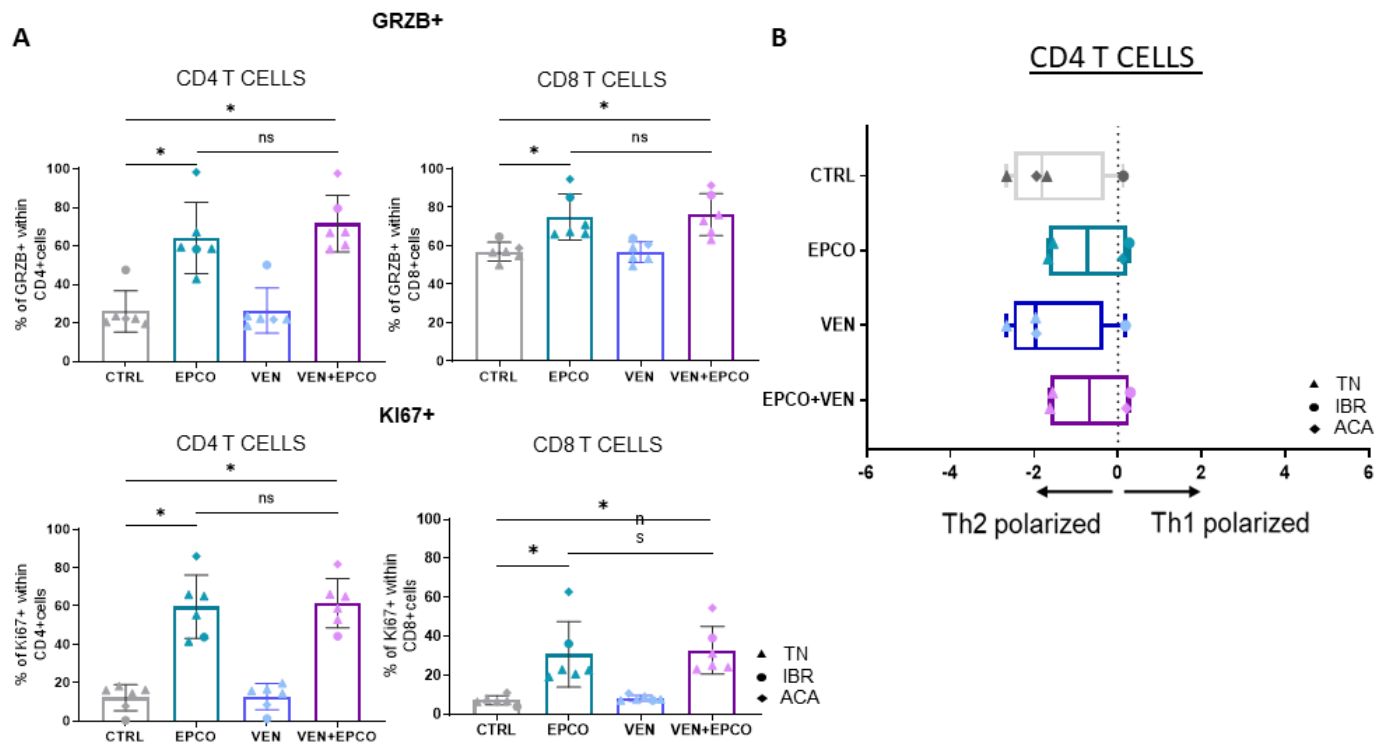 A
GRZB+
B
CD4 T CELLS
CD8 T CELLS
*
ns
*
% of GRZB+ within
CD4+cells
100
80
60
40
20
0
CTRL EPCO VEN VEN+EPCO
*
ns
*
% of GRZB+ within
CD8+cells
100
80
60
40
20
0
CTRL EPCO VEN VEN+EPCO
KI67+
CD4 T CELLS
CD8 T CELLS
*
ns
*
% of Ki67+ within
CD4+cells
100
80
60
40
20
0
CTRL EPCO VEN VEN+EPCO
*
n
s
*
% of Ki67+ within
CD8+cells
100
80
60
40
20
0
CTRL EPCO VEN VEN+EPCO
TN
IBR
ACA
CD4 T CELLS
CTRL
EPCO
VEN
EPCO+VEN
TN
IBR
ACA
-6 -4 -2 0 2 4 6
Th2 polarized Th1 polarized